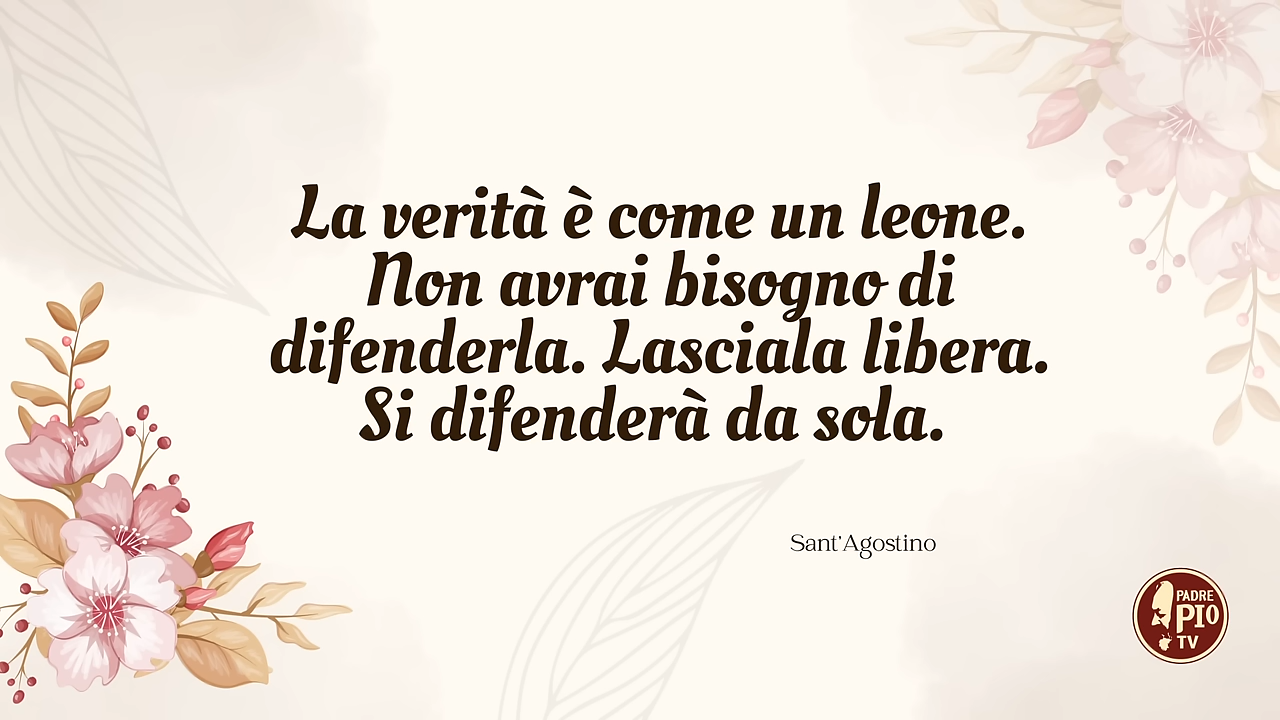 La verità è come un leone.
Non avrai bisogno di
difenderla. Lasciala libera.
Si difenderà da sola.
Sant'Agostino
PADRE
PIO
TV